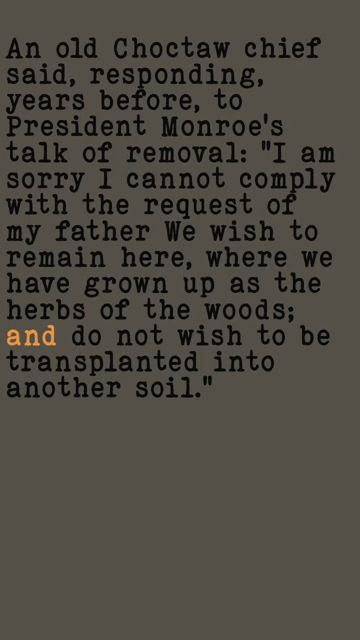 An old Choctaw chief
said, responding,
years before, to
President Monroe's
talk of removal: "I am
sorry I cannot comply
with the request of
my father We wish to
remain here, where we
have grown up as the
herbs of the woods;
and do not wish to be
transplanted into
another soil."